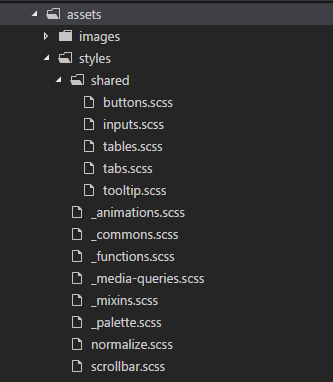 assets
images
styles
shared
buttons.scss
inputs.scss
tables.scss
tabs.scss
tooltip.scss
_animations.scss
_commons.scss
_functions.scss
_media-queries.scss
_mixins.scss
_palette.scss
normalize.scss
scrollbar.scss